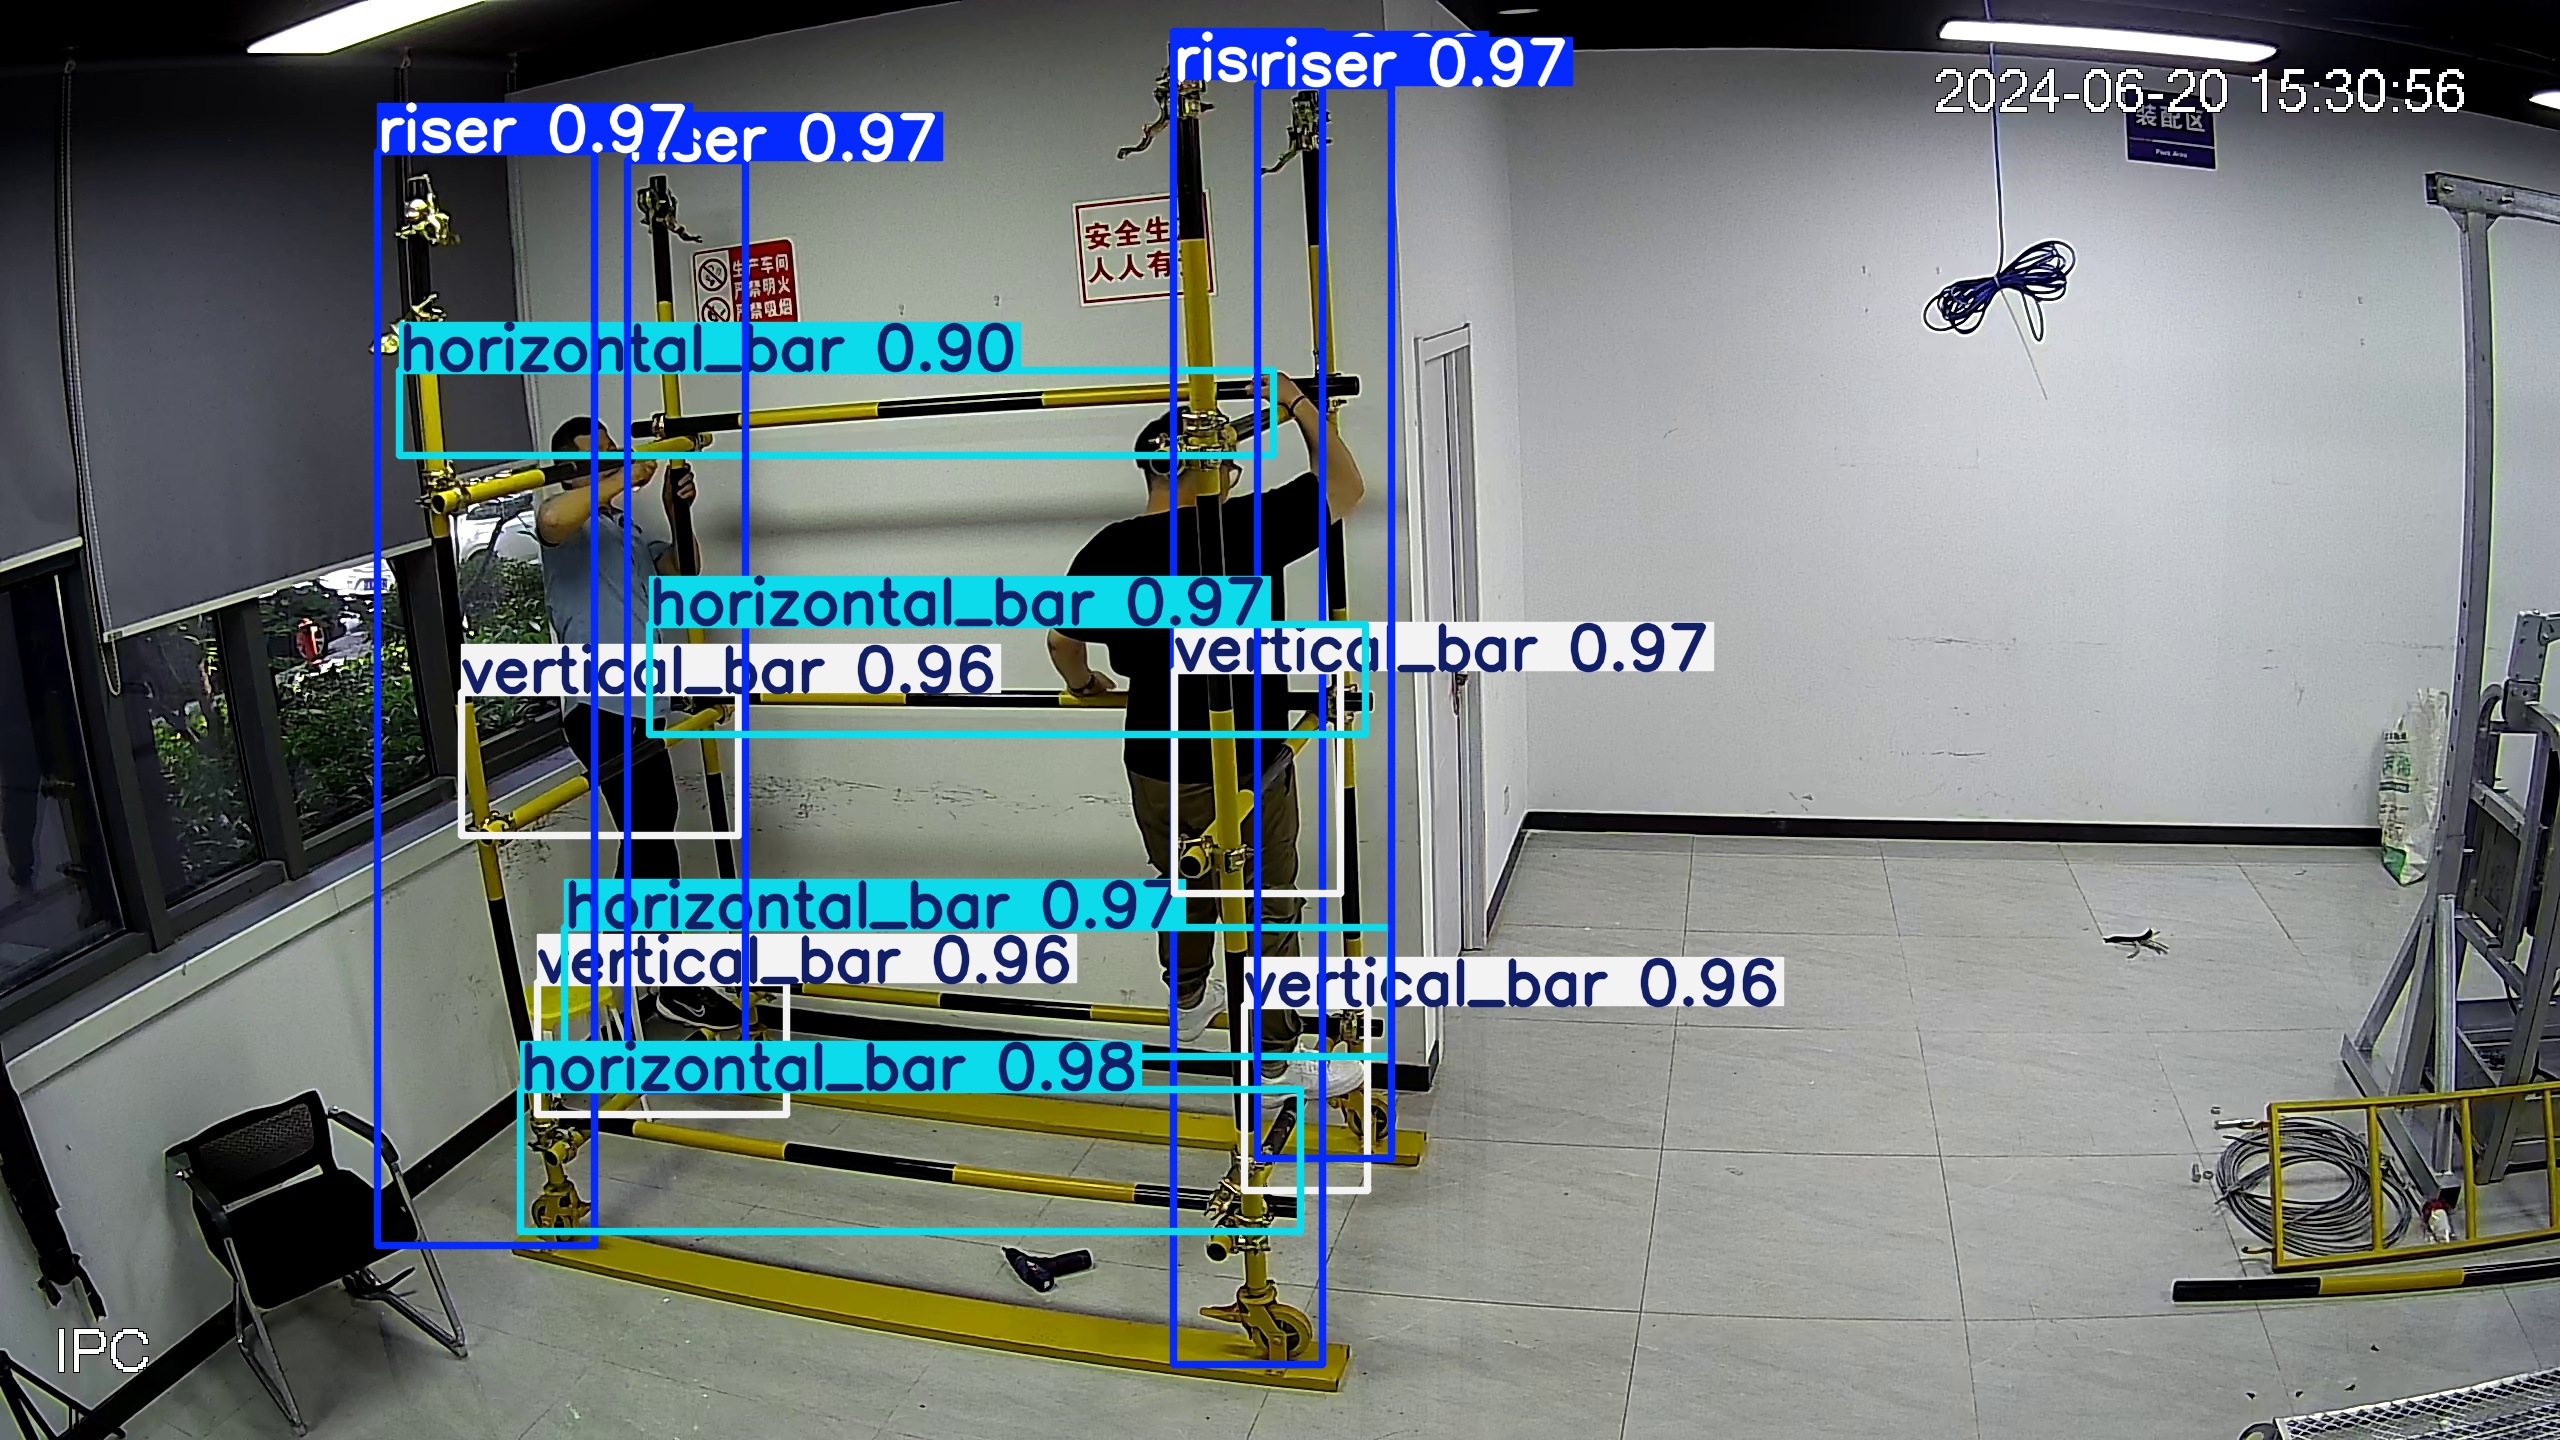 riser 0.97
2024-06-20 15:30:56
装配区
riser 0.97
ser 0.97
生产车间
严禁明火
严禁吸烟
安全生
人人有
horizontal_bar 0.90
horizontal_bar 0.97
vertical_bar 0.97
vertical_bar 0.96
horizontal_bar 0.97
vertical_bar 0.96
vertical_bar 0.96
horizontal_bar 0.98
IPC